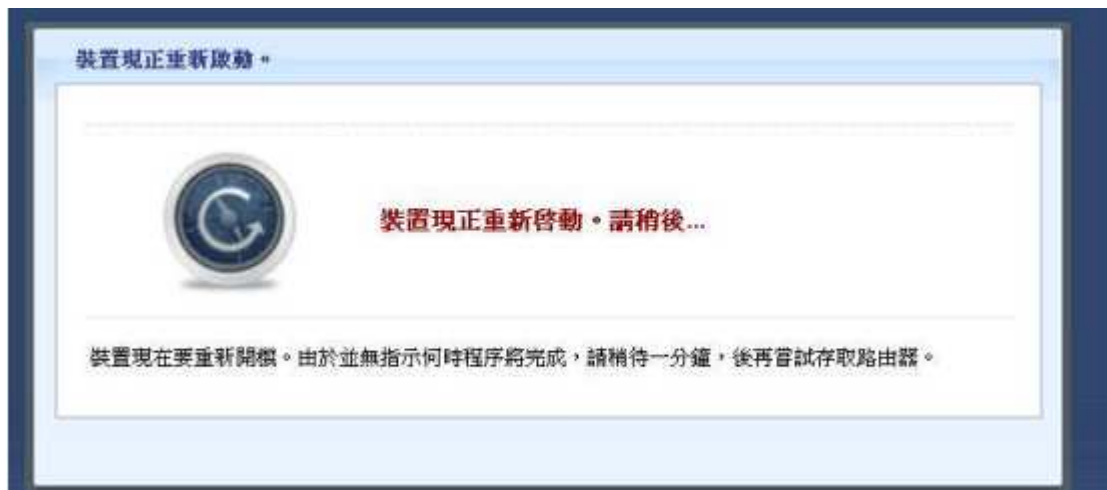 裝置現正重新啟動。
裝置現正重新啓動。請稍後...
裝置現在要重新開機。由於並無指示何時程序將完成，請稍待一分鐘，後再嘗試存取路由器。